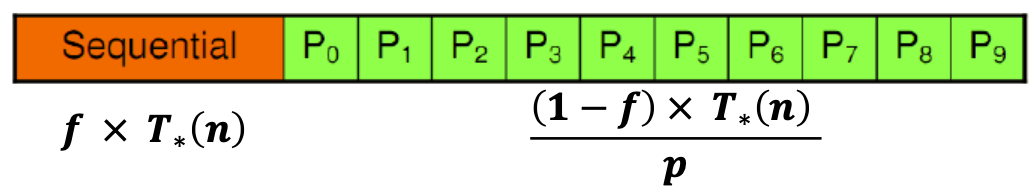 Sequential P₀ P₁ P₂ P₃ P₄ P₅ P₆ P₇ P₈ P₉
f × T*(n)
(1 − f) × T*(n)
p